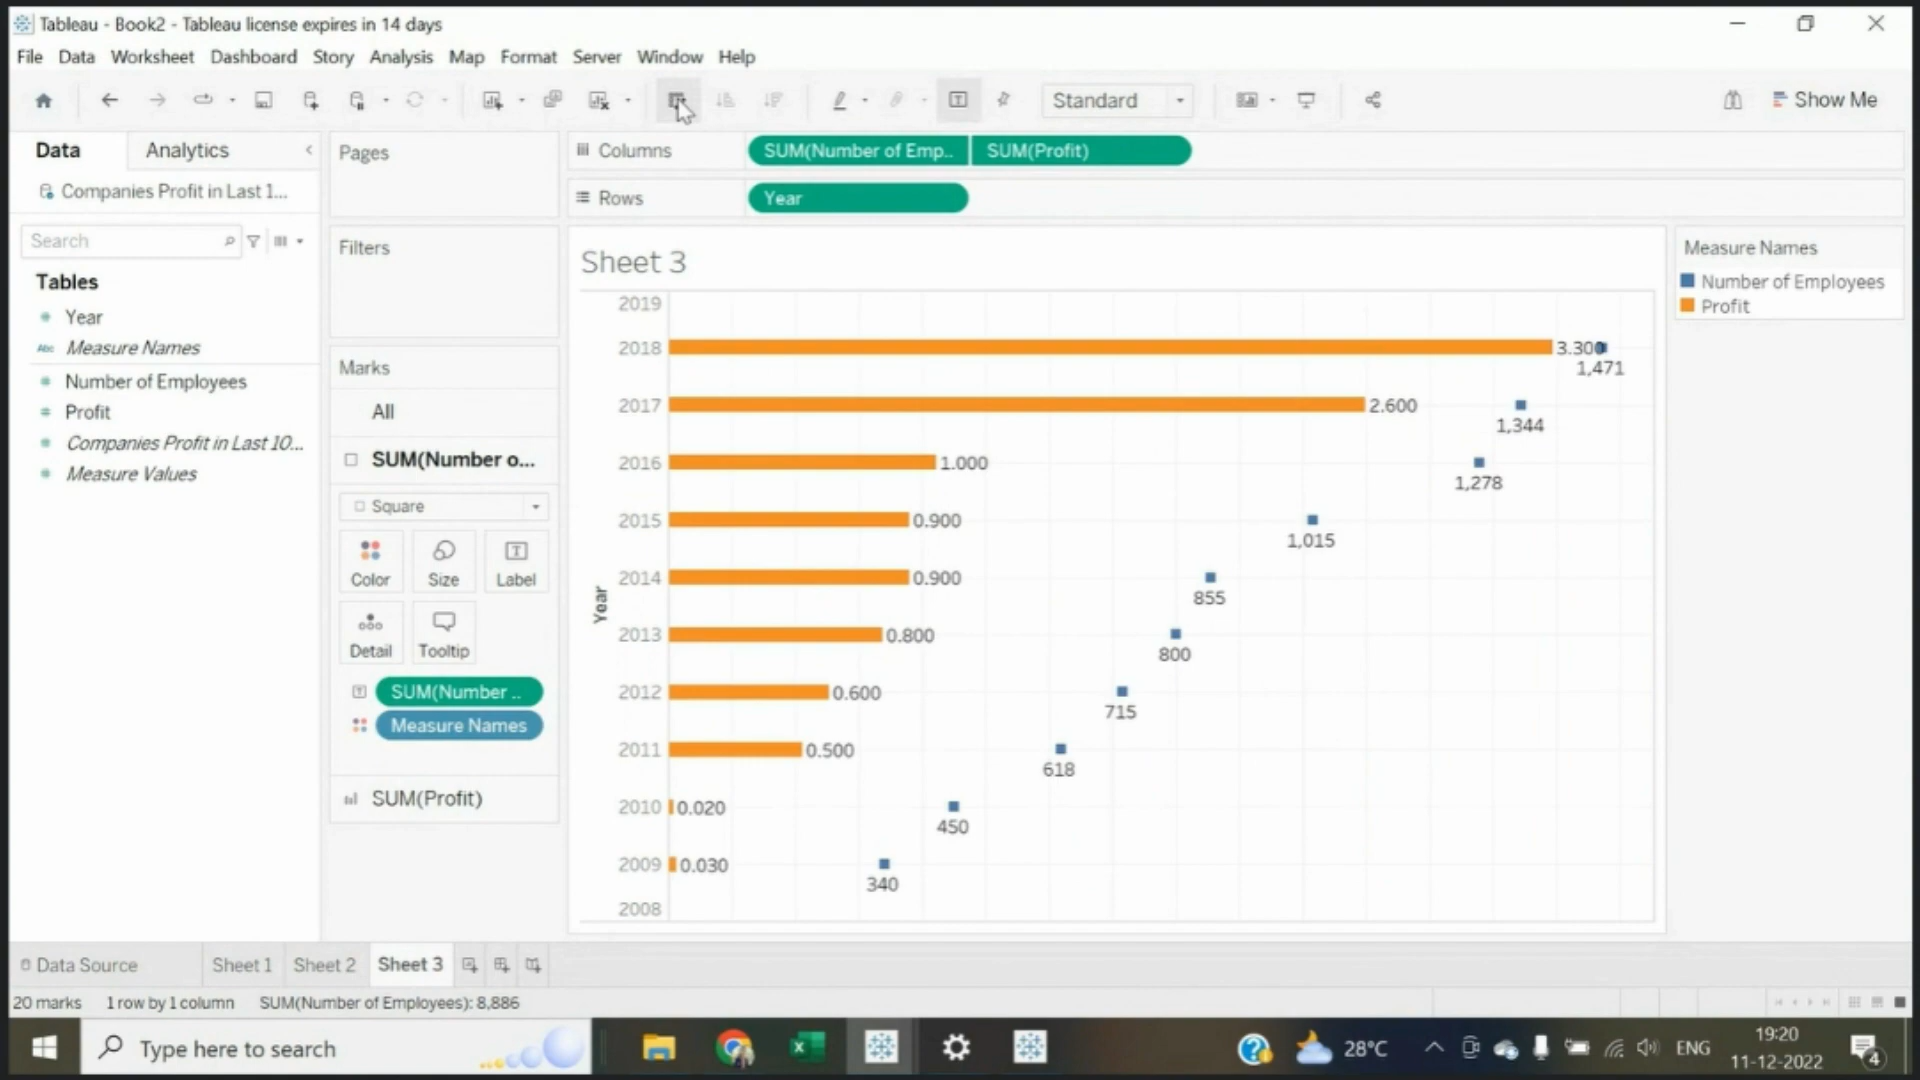 Tableau - Book2 - Tableau license expires in 14 days
File Data Worksheet Dashboard Story Analysis Map Format Server Window Help
Standard
Show Me
Data Analytics
Companies Profit in Last 1...
Search
Tables
Year
Abc Measure Names
Number of Employees
Profit
Companies Profit in Last 10...
Measure Values
Pages
Filters
Marks
All
SUM(Number o...
Square
Color Size T Label
Detail Tooltip
T SUM(Number ..
Measure Names
SUM(Profit)
Columns SUM(Number of Emp.. SUM(Profit)
Rows Year
Sheet 3
Year
2019
2018 3.300
1,471
2017 2.600
1,344
2016 1.000
1,278
2015 0.900
1,015
2014 0.900
855
2013 0.800
800
2012 0.600
715
2011 0.500
618
2010 0.020
450
2009 0.030
340
2008
Measure Names
Number of Employees
Profit
Data Source Sheet 1 Sheet 2 Sheet 3
20 marks 1 row by 1 column SUM(Number of Employees): 8,886
Type here to search
28°C
ENG
19:20
11-12-2022
4